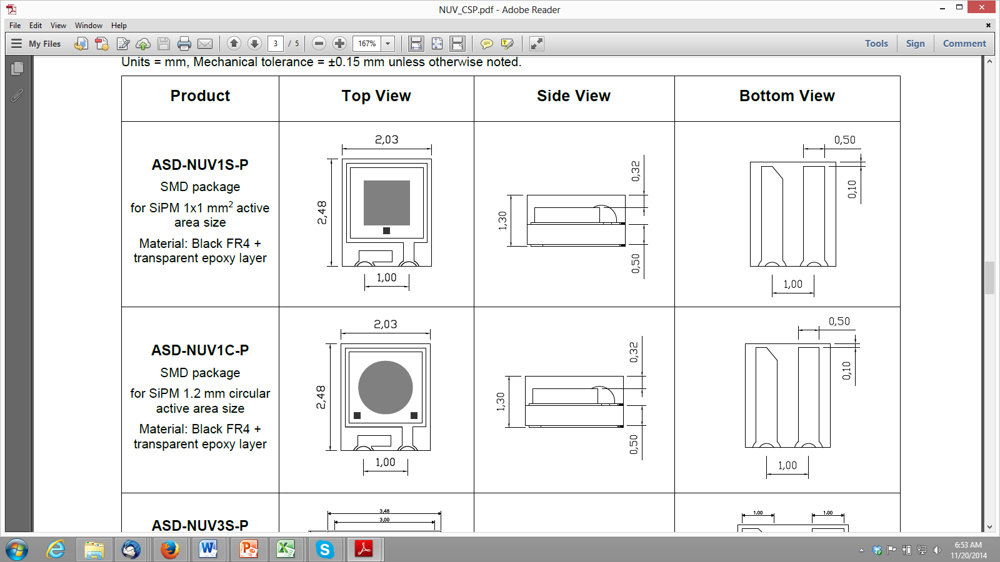 NUV_CSP.pdf - Adobe Reader
File Edit View Window Help
My Files 3 / 5 167% Tools Sign Comment
Units = mm, Mechanical tolerance = ±0.15 mm unless otherwise noted.
Product Top View Side View Bottom View
ASD-NUV1S-P
SMD package
for SiPM 1x1 mm² active
area size
Material: Black FR4 +
transparent epoxy layer
2,03
2,48
1,00
0,32
1,30
0,50
0,50
0,10
1,00
ASD-NUV1C-P
SMD package
for SiPM 1.2 mm circular
active area size
Material: Black FR4 +
transparent epoxy layer
2,03
2,48
1,00
0,32
1,30
0,50
0,50
0,10
1,00
ASD-NUV3S-P
3,48
3,00
1.00 1.00
6:53 AM
11/20/2014